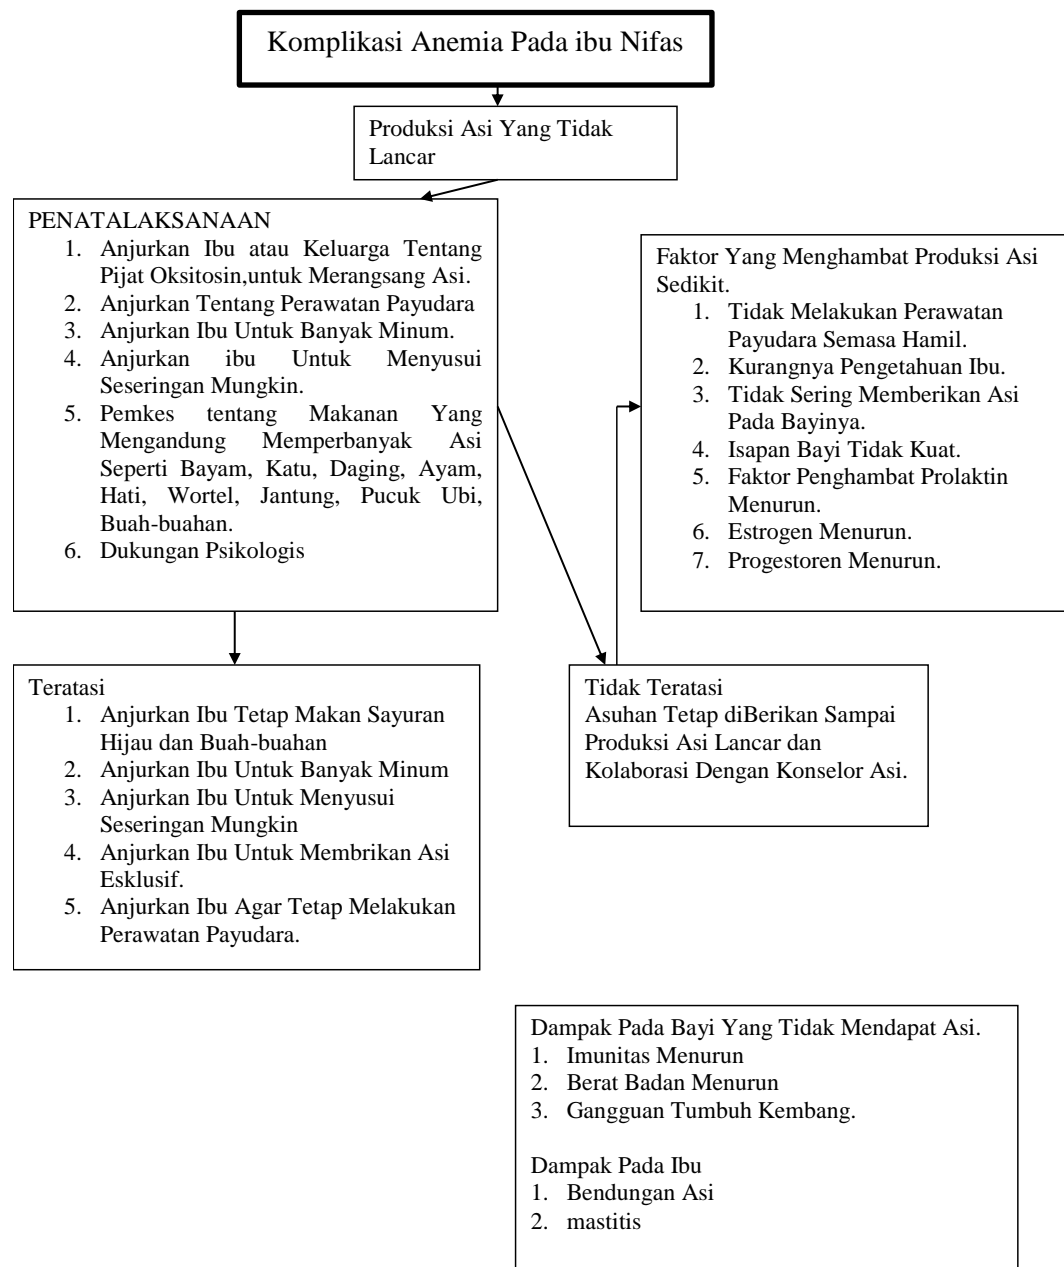 Komplikasi Anemia Pada ibu Nifas
Produksi Asi Yang Tidak
Lancar
PENATALAKSANAAN
1. Anjurkan Ibu atau Keluarga Tentang
Pijat Oksitosin,untuk Merangsang Asi.
2. Anjurkan Tentang Perawatan Payudara
3. Anjurkan Ibu Untuk Banyak Minum.
4. Anjurkan ibu Untuk Menyusui
Seseringan Mungkin.
5. Pemkes tentang Makanan Yang
Mengandung Memperbanyak Asi
Seperti Bayam, Katu, Daging, Ayam,
Hati, Wortel, Jantung, Pucuk Ubi,
Buah-buahan.
6. Dukungan Psikologis
Faktor Yang Menghambat Produksi Asi
Sedikit.
1. Tidak Melakukan Perawatan
Payudara Semasa Hamil.
2. Kurangnya Pengetahuan Ibu.
3. Tidak Sering Memberikan Asi
Pada Bayinya.
4. Isapan Bayi Tidak Kuat.
5. Faktor Penghambat Prolaktin
Menurun.
6. Estrogen Menurun.
7. Progestoren Menurun.
Teratasi
1. Anjurkan Ibu Tetap Makan Sayuran
Hijau dan Buah-buahan
2. Anjurkan Ibu Untuk Banyak Minum
3. Anjurkan Ibu Untuk Menyusui
Seseringan Mungkin
4. Anjurkan Ibu Untuk Membrikan Asi
Esklusif.
5. Anjurkan Ibu Agar Tetap Melakukan
Perawatan Payudara.
Tidak Teratasi
Asuhan Tetap diBerikan Sampai
Produksi Asi Lancar dan
Kolaborasi Dengan Konselor Asi.
Dampak Pada Bayi Yang Tidak Mendapat Asi.
1. Imunitas Menurun
2. Berat Badan Menurun
3. Gangguan Tumbuh Kembang.
Dampak Pada Ibu
1. Bendungan Asi
2. mastitis